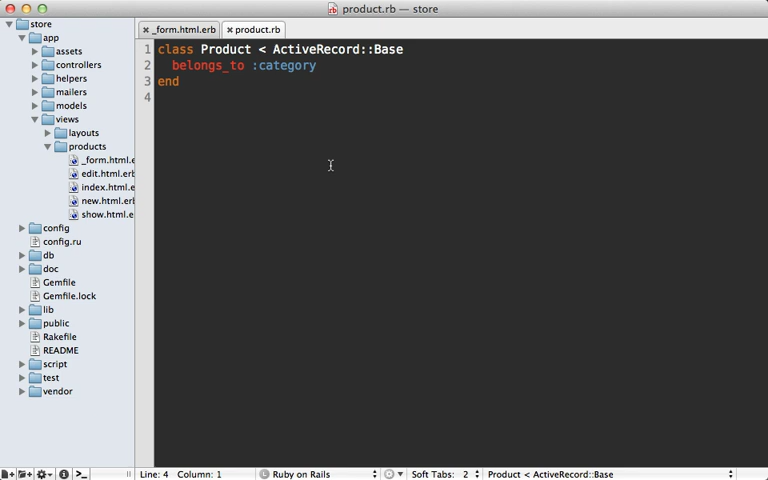 product.rb — store
store
app
assets
controllers
helpers
mailers
models
views
layouts
products
_form.html.e
edit.html.erb
index.html.e
new.html.erb
show.html.e
config
config.ru
db
doc
Gemfile
Gemfile.lock
lib
public
Rakefile
README
script
test
vendor
_form.html.erb
product.rb
1 class Product < ActiveRecord::Base
2 belongs_to :category
3 end
4
Line: 4 Column: 1
Ruby on Rails
Soft Tabs: 2
Product < ActiveRecord::Base